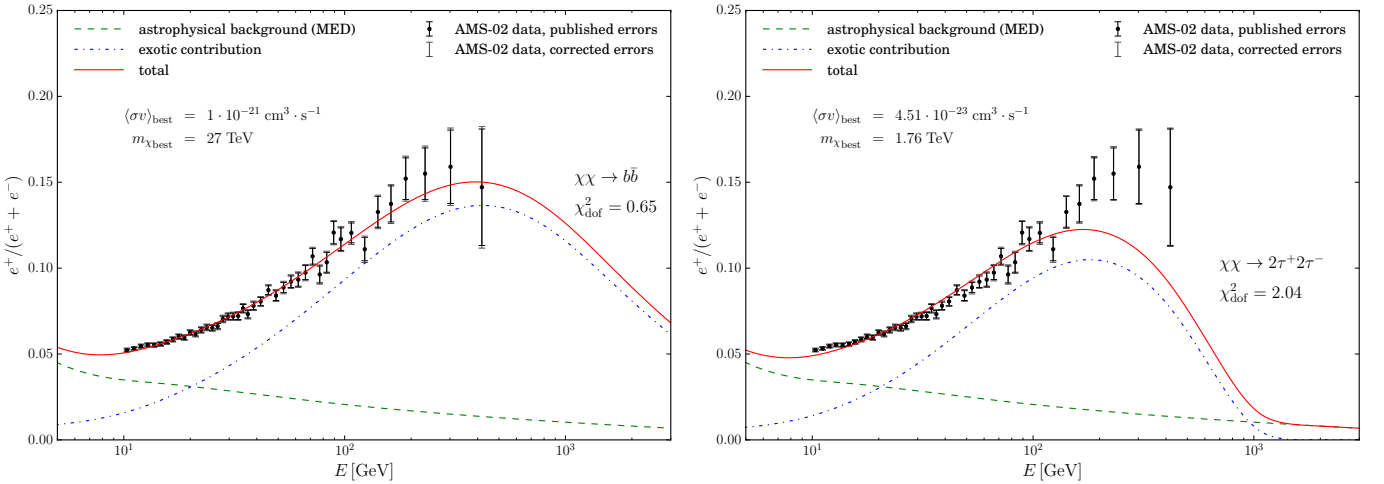 astrophysical background (MED)
exotic contribution
total
AMS-02 data, published errors
AMS-02 data, corrected errors
⟨σv⟩best = 1 · 10⁻²¹ cm³ · s⁻¹
mχbest = 27 TeV
χχ → bb̄
χ²dof = 0.65
e⁺/(e⁺ + e⁻)
0.25
0.20
0.15
0.10
0.05
0.00
10¹ 10² 10³
E [GeV]
astrophysical background (MED)
exotic contribution
total
AMS-02 data, published errors
AMS-02 data, corrected errors
⟨σv⟩best = 4.51 · 10⁻²³ cm³ · s⁻¹
mχbest = 1.76 TeV
χχ → 2τ⁺2τ⁻
χ²dof = 2.04
e⁺/(e⁺ + e⁻)
0.25
0.20
0.15
0.10
0.05
0.00
10¹ 10² 10³
E [GeV]